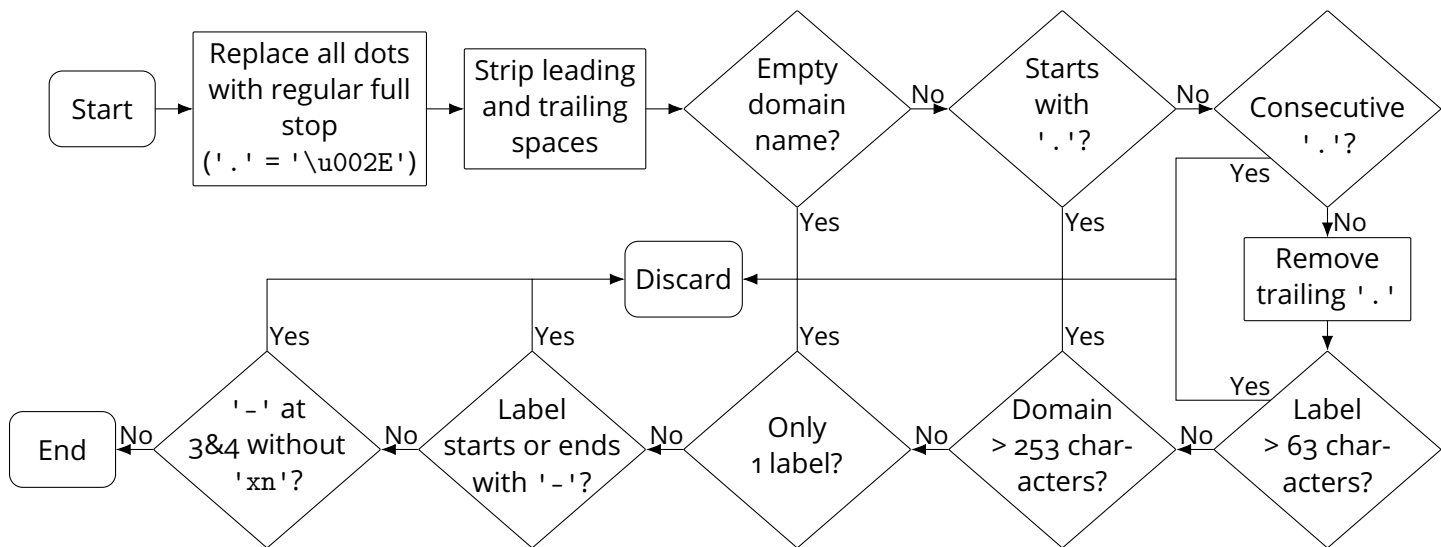 Start
Replace all dots
with regular full
stop
('.' = '\u002E')
Strip leading
and trailing
spaces
Empty
domain
name?
No
Starts
with
'.'?
No
Consecutive
'.'?
Yes
Yes
Yes
No
Remove
trailing '.'
Discard
Yes
Yes
Yes
Yes
Yes
End
No
'-' at
3&4 without
'xn'?
No
Label
starts or ends
with '-'?
No
Only
1 label?
No
Domain
> 253 char-
acters?
No
Label
> 63 char-
acters?